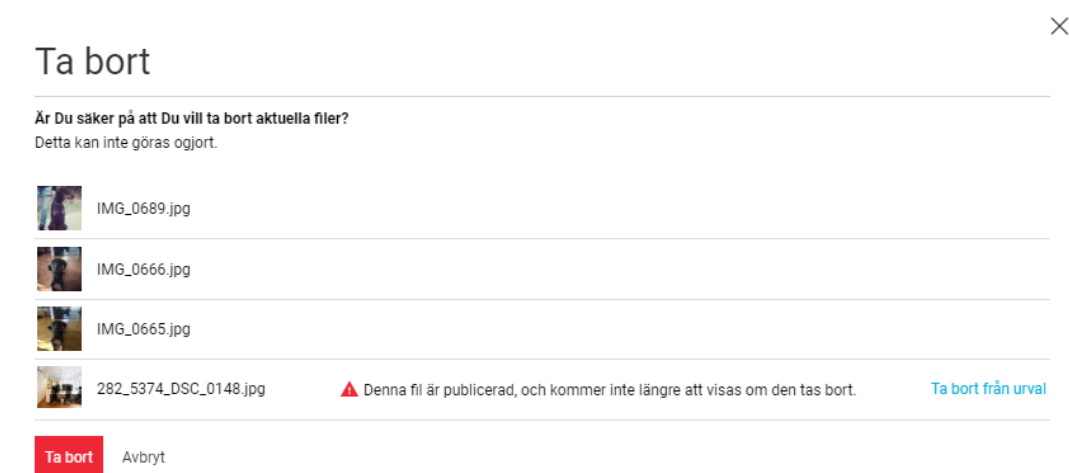 Ta bort
Är Du säker på att Du vill ta bort aktuella filer?
Detta kan inte göras ogjort.
IMG_0689.jpg
IMG_0666.jpg
IMG_0665.jpg
282_5374_DSC_0148.jpg Denna fil är publicerad, och kommer inte längre att visas om den tas bort. Ta bort från urval
Ta bort Avbryt